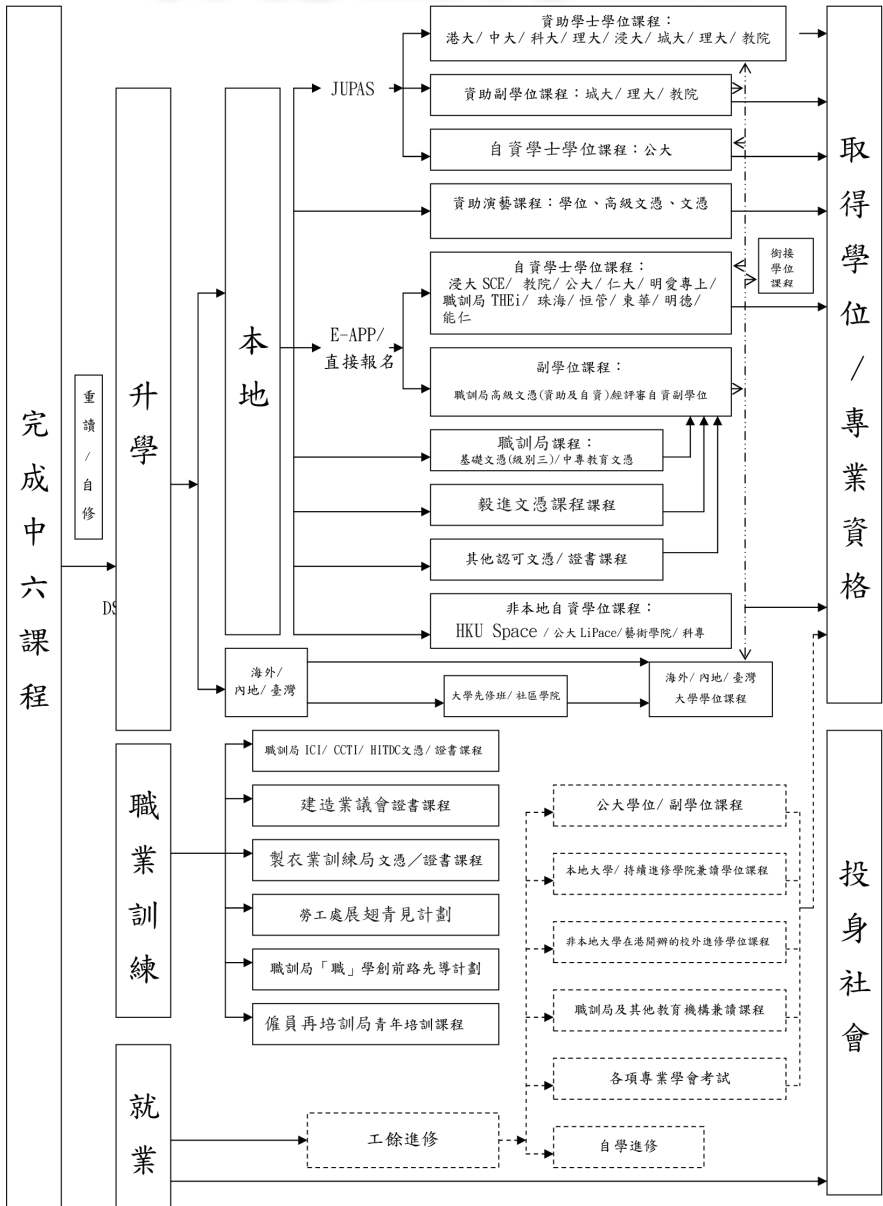 完成中六課程
重讀/自修
DS
升學
本地
JUPAS
資助學士學位課程：
港大/ 中大/ 科大/ 理大/ 浸大/ 城大/ 理大/ 教院
資助副學位課程：城大/ 理大/ 教院
自資學士學位課程：公大
資助演藝課程：學位、高級文憑、文憑
E-APP/
直接報名
自資學士學位課程：
浸大 SCE/ 教院/ 公大/ 仁大/ 明愛專上/
職訓局 THEi/ 珠海/ 恒管/ 東華/ 明德/
能仁
銜接
學位
課程
副學位課程：
職訓局高級文憑(資助及自資)/經評審自資副學位
職訓局課程：
基礎文憑(級別三)/中專教育文憑
毅進文憑課程課程
其他認可文憑/ 證書課程
非本地自資學位課程：
HKU Space / 公大 LiPace/藝術學院/ 科專
海外/
內地/ 臺灣
大學先修班/ 社區學院
海外/ 內地/ 臺灣
大學學位課程
取得學位/專業資格
職業訓練
職訓局 ICI/ CCTI/ HITDC文憑/ 證書課程
建造業議會證書課程
製衣業訓練局文憑／證書課程
勞工處展翅青見計劃
職訓局「職」學創前路先導計劃
僱員再培訓局青年培訓課程
公大學位/ 副學位課程
本地大學/ 持續進修學院兼讀學位課程
非本地大學在港開辦的校外進修學位課程
職訓局及其他教育機構兼讀課程
各項專業學會考試
自學進修
就業
工餘進修
投身社會